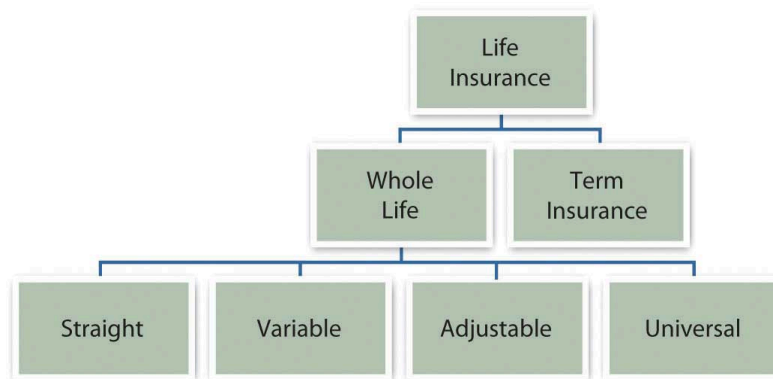 Life
Insurance
Whole
Life
Term
Insurance
Straight
Variable
Adjustable
Universal